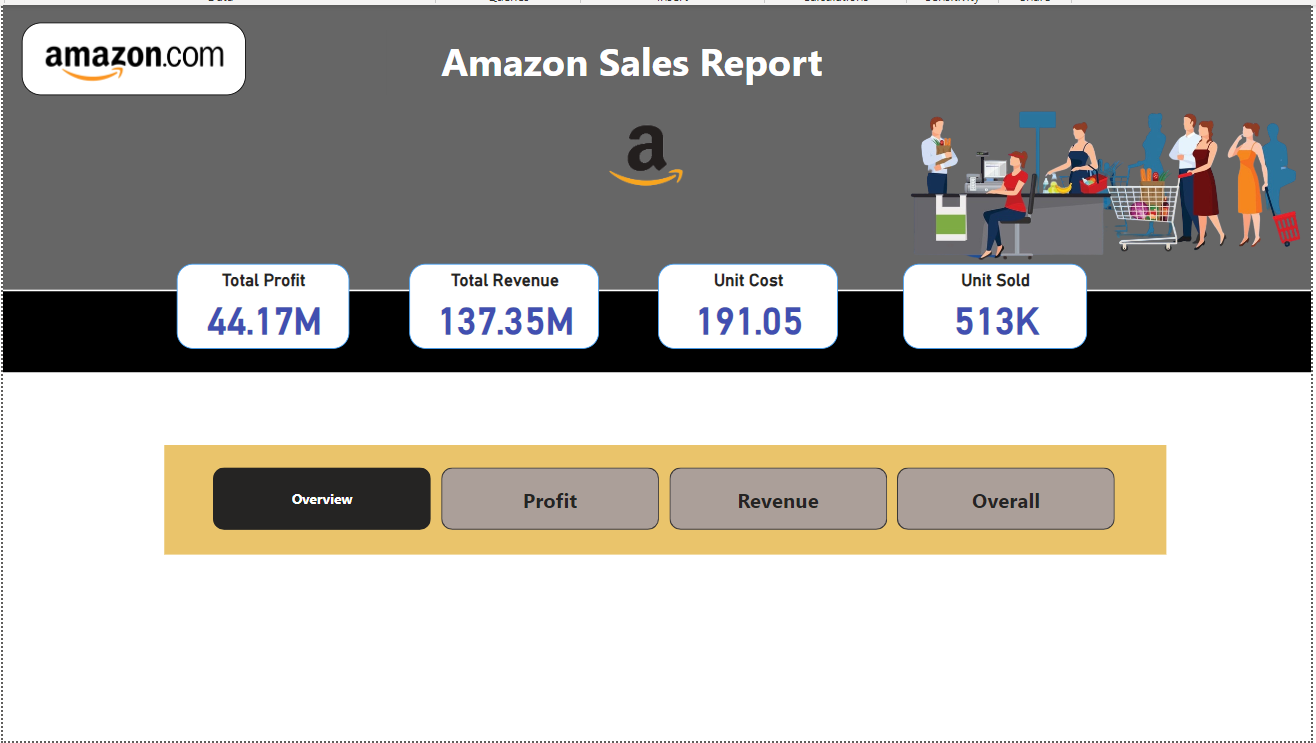 amazon.com
Amazon Sales Report
a
Total Profit
44.17M
Total Revenue
137.35M
Unit Cost
191.05
Unit Sold
513K
Overview
Profit
Revenue
Overall